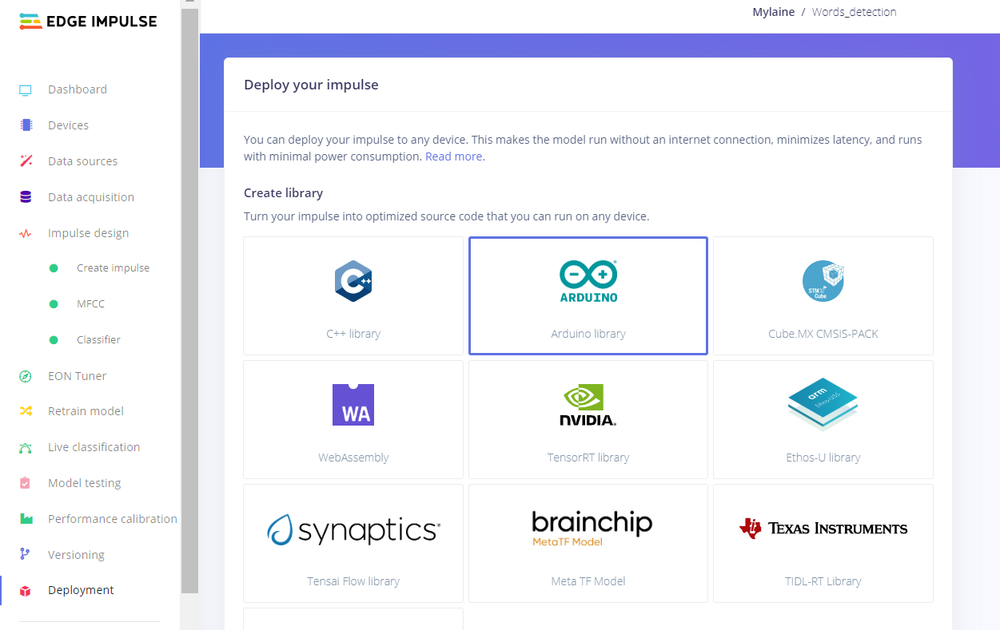 EDGE IMPULSE
Mylaine / Words_detection
Dashboard
Devices
Data sources
Data acquisition
Impulse design
Create impulse
MFCC
Classifier
EON Tuner
Retrain model
Live classification
Model testing
Performance calibration
Versioning
Deployment
Deploy your impulse
You can deploy your impulse to any device. This makes the model run without an internet connection, minimizes latency, and runs
with minimal power consumption. Read more.
Create library
Turn your impulse into optimized source code that you can run on any device.
C++
C++ library
ARDUINO
Arduino library
STM32
Cube
Cube.MX CMSIS-PACK
WA
WebAssembly
NVIDIA.
TensorRT library
arm
Ethos-U55
Ethos-U library
synaptics®
Tensai Flow library
brainchip
MetaTF Model
Meta TF Model
TEXAS INSTRUMENTS
TIDL-RT Library